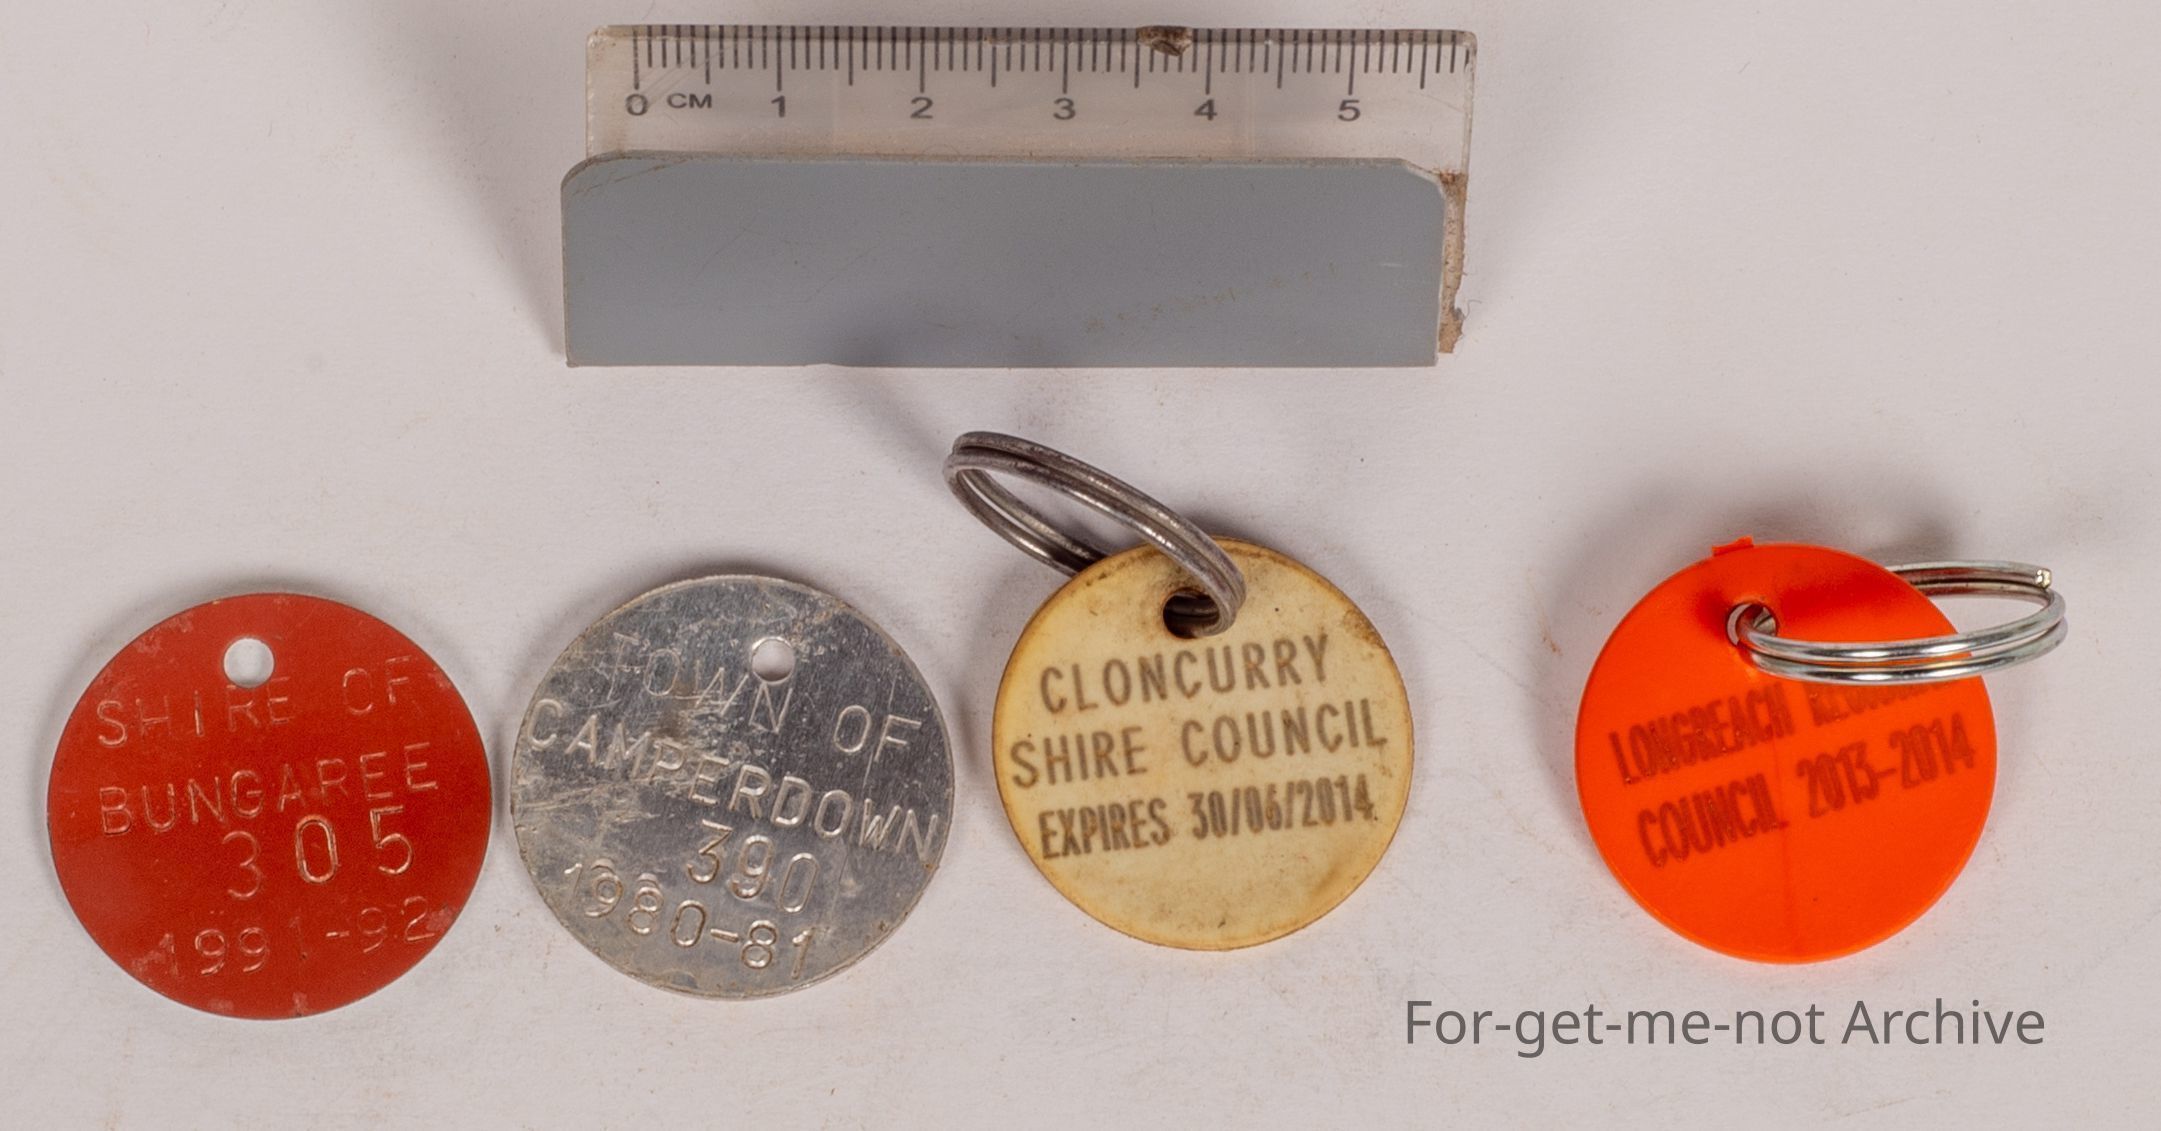 0 CM 1 2 3 4 5
SHIRE OF
BUNGAREE
305
1991-92
TOWN OF
CAMPERDOWN
390
1980-81
CLONCURRY
SHIRE COUNCIL
EXPIRES 30/06/2014
LONGREACH
COUNCIL 2013-2014
For-get-me-not Archive